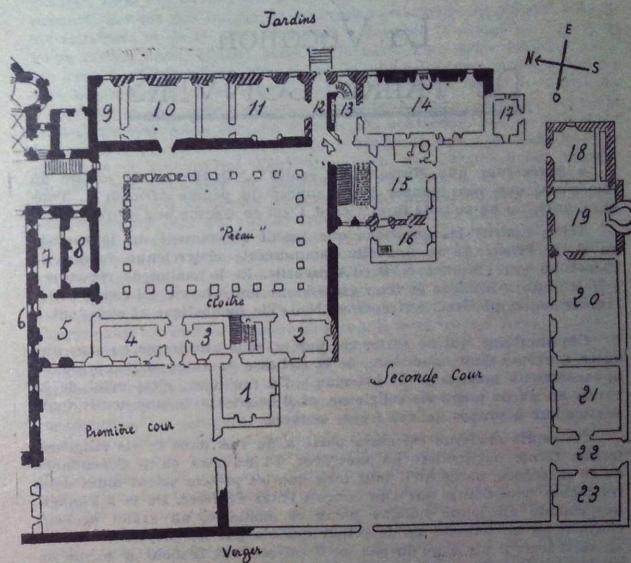 Jardins
E
N S
O
9 10 11 12 13 14 17
18
15
19
"Préau"
16
7 8
6
Cloître
20
5 4 3 2
Seconde cour
1
21
Première cour
22
23
Verger